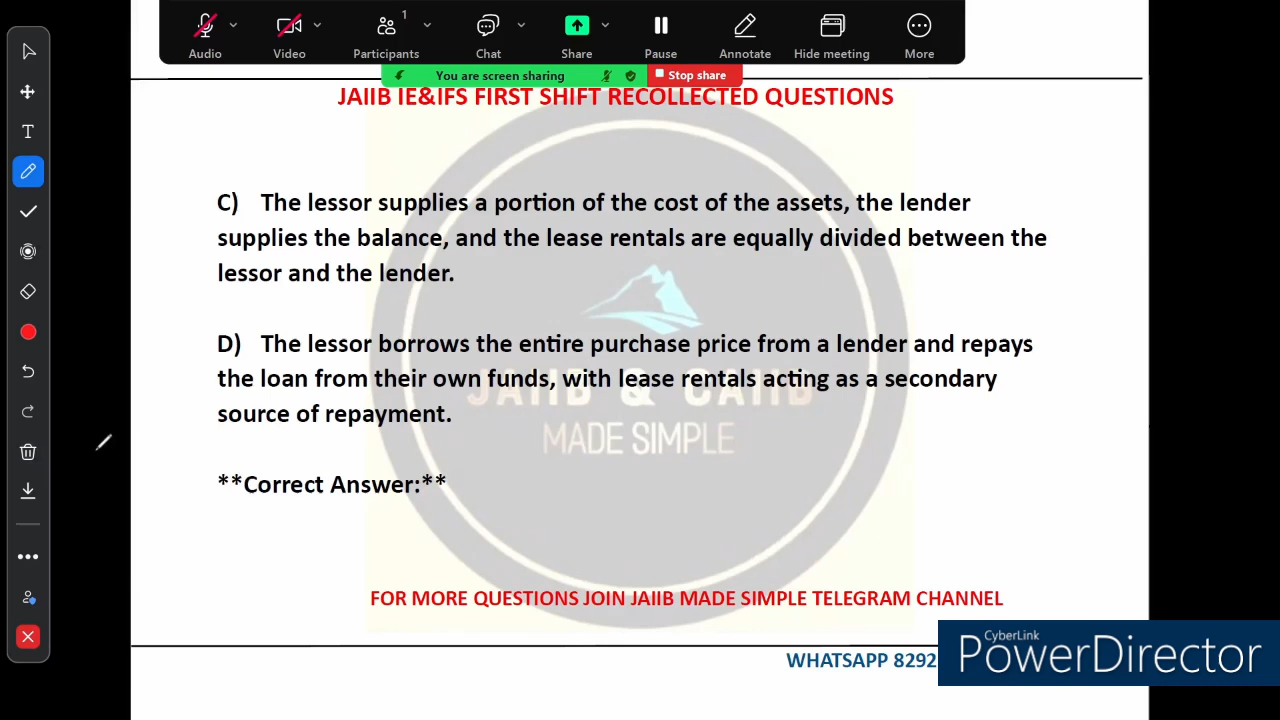 1
Audio
Video
Participants
Chat
Share
Pause
Annotate
Hide meeting
More
You are screen sharing
Stop share
JAIIB IE&IFS FIRST SHIFT RECOLLECTED QUESTIONS
T
C) The lessor supplies a portion of the cost of the assets, the lender
supplies the balance, and the lease rentals are equally divided between the
lessor and the lender.
D) The lessor borrows the entire purchase price from a lender and repays
the loan from their own funds, with lease rentals acting as a secondary
source of repayment.
JAIIB & CAIIB
MADE SIMPLE
**Correct Answer:**
FOR MORE QUESTIONS JOIN JAIIB MADE SIMPLE TELEGRAM CHANNEL
WHATSAPP 8292
CyberLink
PowerDirector